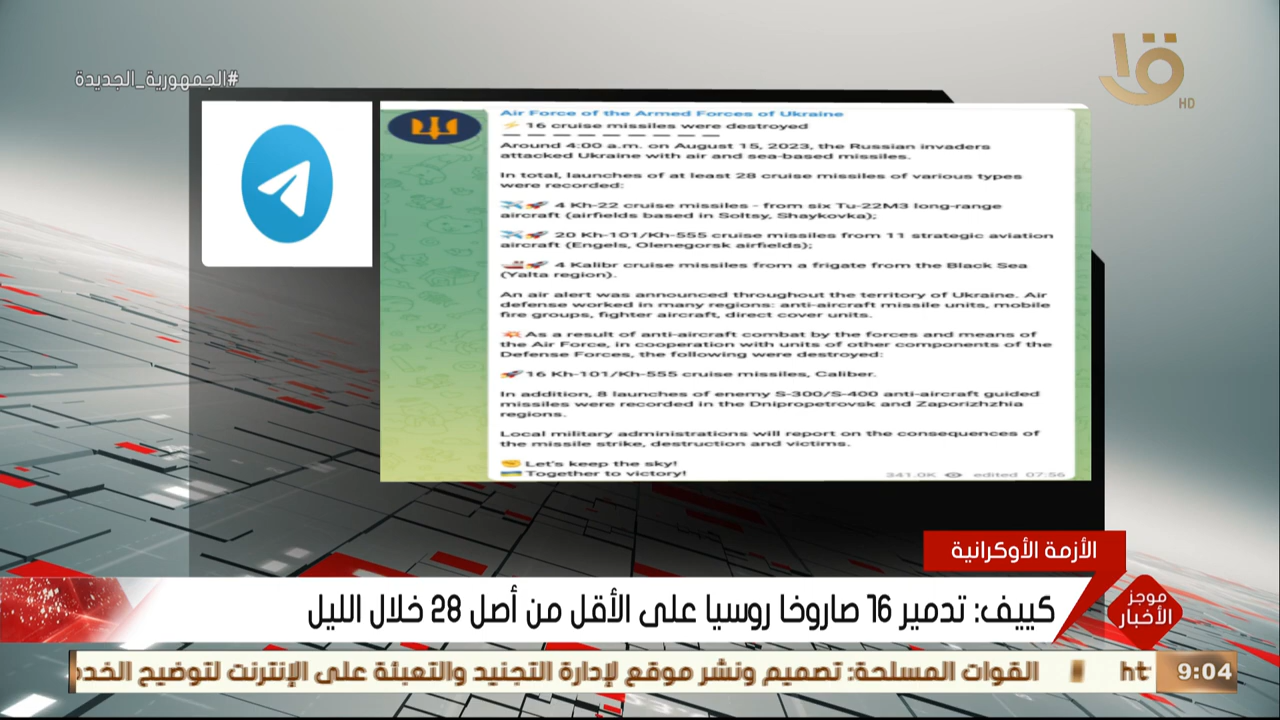 #الجمهورية_الجديدة
HD
Air Force of the Armed Forces of Ukraine
16 cruise missiles were destroyed
Around 4:00 a.m. on August 15, 2023, the Russian invaders
attacked Ukraine with air and sea-based missiles.
In total, launches of at least 28 cruise missiles of various types
were recorded:
4 Kh-22 cruise missiles - from six Tu-22M3 long-range
aircraft (airfields based in Soltsy, Shaykovka);
20 Kh-101/Kh-555 cruise missiles from 11 strategic aviation
aircraft (Engels, Olenegorsk airfields);
4 Kalibr cruise missiles from a frigate from the Black Sea
(Yalta region).
An air alert was announced throughout the territory of Ukraine. Air
defense worked in many regions: anti-aircraft missile units, mobile
fire groups, fighter aircraft, direct cover units.
As a result of anti-aircraft combat by the forces and means of
the Air Force, in cooperation with units of other components of the
Defense Forces, the following were destroyed:
16 Kh-101/Kh-555 cruise missiles, Caliber.
In addition, 8 launches of enemy S-300/S-400 anti-aircraft guided
missiles were recorded in the Dnipropetrovsk and Zaporizhzhia
regions.
Local military administrations will report on the consequences of
the missile strike, destruction and victims.
Let's keep the sky!
Together to victory!
341.0K edited 07:56
الأزمة الأوكرانية
موجز
الأخبار
كييف: تدمير 16 صاروخا روسيا على الأقل من أصل 28 خلال الليل
9:04
ht القوات المسلحة: تصميم ونشر موقع لإدارة التجنيد والتعبئة على الإنترنت لتوضيح